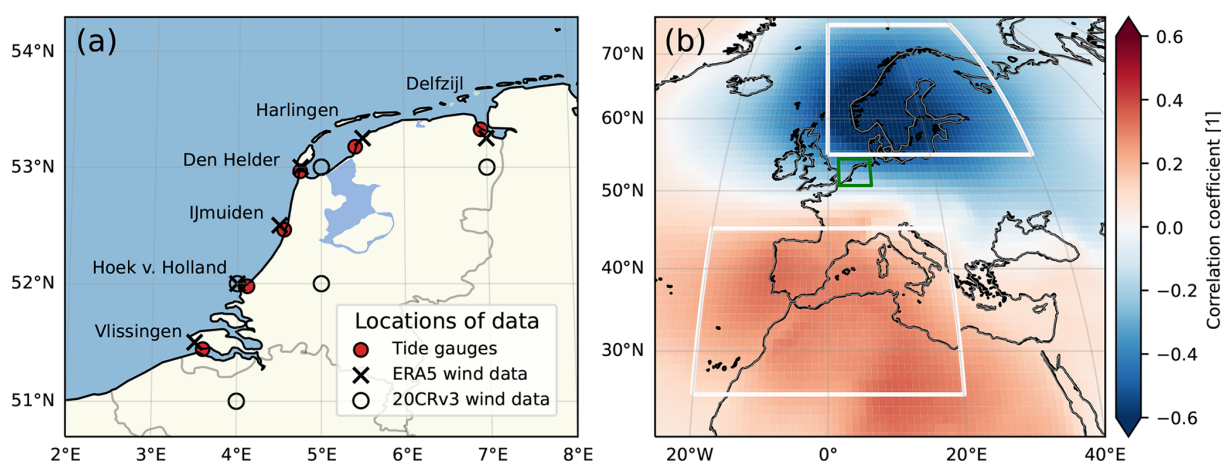 (a)
54°N
53°N
52°N
51°N
2°E 3°E 4°E 5°E 6°E 7°E 8°E
Delfzijl
Harlingen
Den Helder
IJmuiden
Hoek v. Holland
Vlissingen
Locations of data
Tide gauges
ERA5 wind data
20CRv3 wind data
(b)
70°N
60°N
50°N
40°N
30°N
20°W 0° 20°E 40°E
0.6
0.4
0.2
0.0
−0.2
−0.4
−0.6
Correlation coefficient [1]